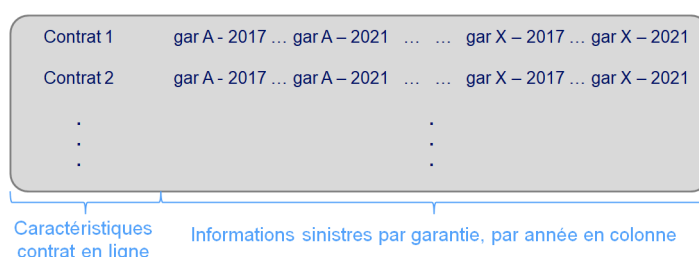 Contrat 1 gar A - 2017 ... gar A – 2021 ... ... gar X – 2017 ... gar X – 2021
Contrat 2 gar A - 2017 ... gar A – 2021 ... ... gar X – 2017 ... gar X – 2021
. .
. .
. .
Caractéristiques
contrat en ligne
Informations sinistres par garantie, par année en colonne